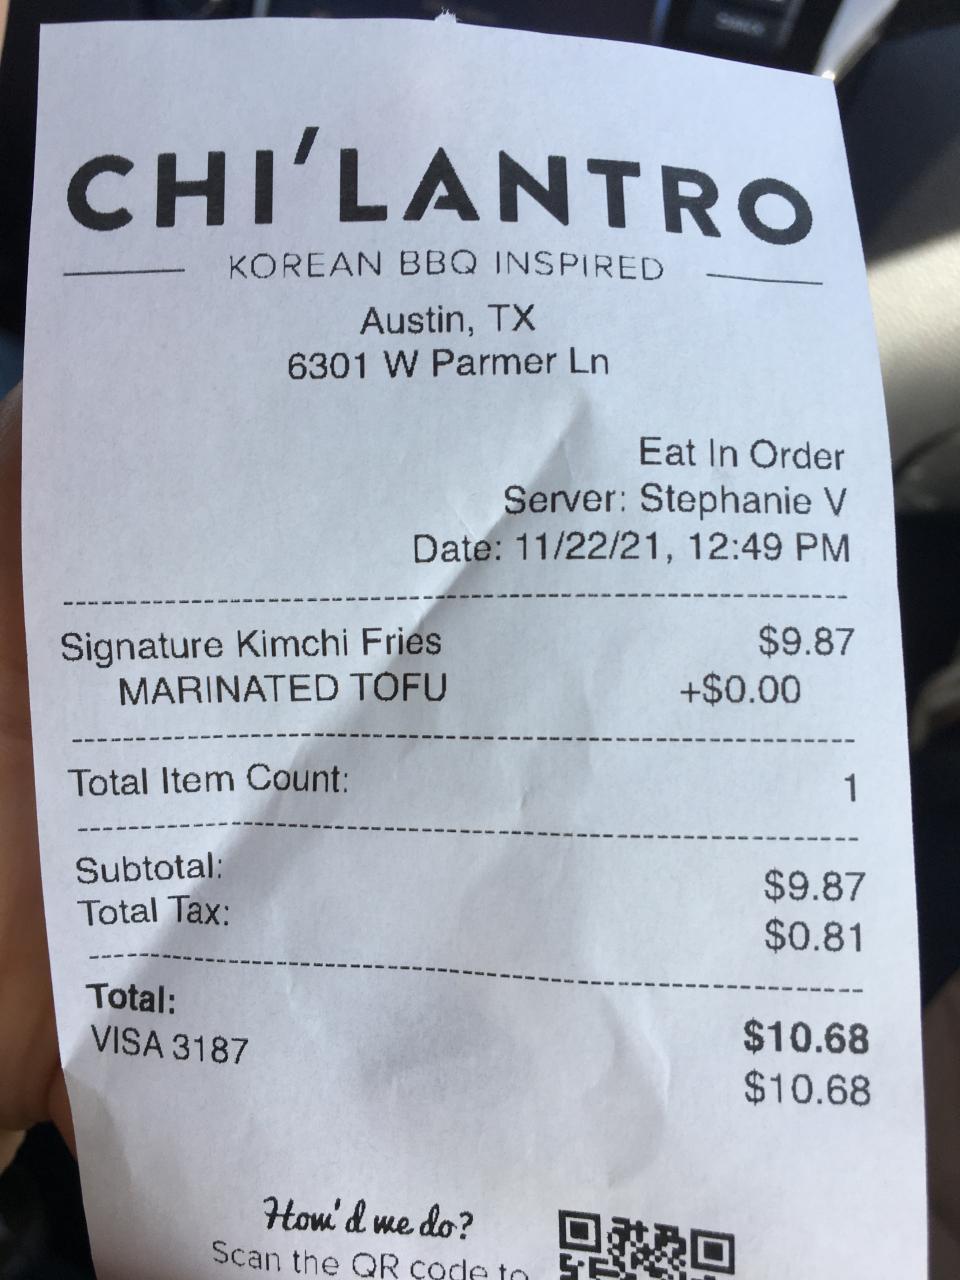 CHI'LANTRO
KOREAN BBQ INSPIRED
Austin, TX
6301 W Parmer Ln
Eat In Order
Server: Stephanie V
Date: 11/22/21, 12:49 PM
Signature Kimchi Fries $9.87
MARINATED TOFU +$0.00
Total Item Count: 1
Subtotal: $9.87
Total Tax: $0.81
Total: $10.68
VISA 3187 $10.68
How'd we do?
Scan the QR code to